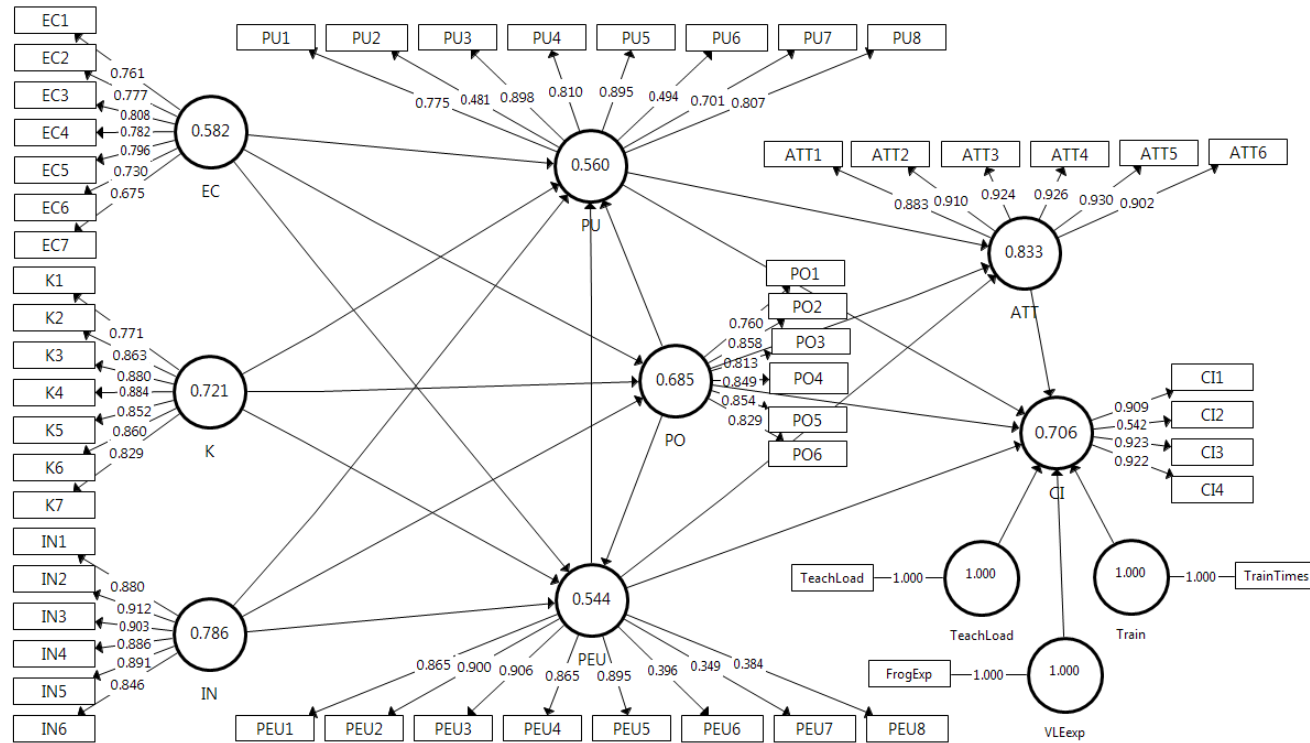 EC1
EC2
EC3
EC4
EC5
EC6
EC7
0.761
0.777
0.808
0.782
0.796
0.730
0.675
0.582
EC
K1
K2
K3
K4
K5
K6
K7
0.771
0.863
0.880
0.884
0.852
0.860
0.829
0.721
K
IN1
IN2
IN3
IN4
IN5
IN6
0.880
0.912
0.903
0.886
0.891
0.846
0.786
IN
PU1 PU2 PU3 PU4 PU5 PU6 PU7 PU8
0.775 0.481 0.898 0.810 0.895 0.494 0.701 0.807
0.560
PU
PO1
PO2
PO3
PO4
PO5
PO6
0.760
0.858
0.813
0.849
0.854
0.829
0.685
PO
0.544
PEU
0.865 0.900 0.906 0.865 0.895 0.396 0.349 0.384
PEU1 PEU2 PEU3 PEU4 PEU5 PEU6 PEU7 PEU8
ATT1 ATT2 ATT3 ATT4 ATT5 ATT6
0.883 0.910 0.924 0.926 0.930 0.902
0.833
ATT
CI1
CI2
CI3
CI4
0.909
0.542
0.923
0.922
0.706
CI
TeachLoad 1.000 1.000
TeachLoad
1.000 1.000 TrainTimes
Train
FrogExp 1.000 1.000
VLEexp